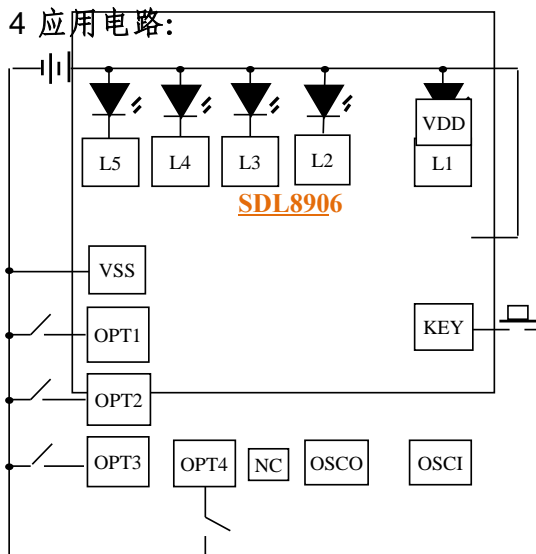 4 应用电路:
VDD
L5 L4 L3 L2 L1
SDL8906
VSS
OPT1 KEY
OPT2
OPT3 OPT4 NC OSCO OSCI